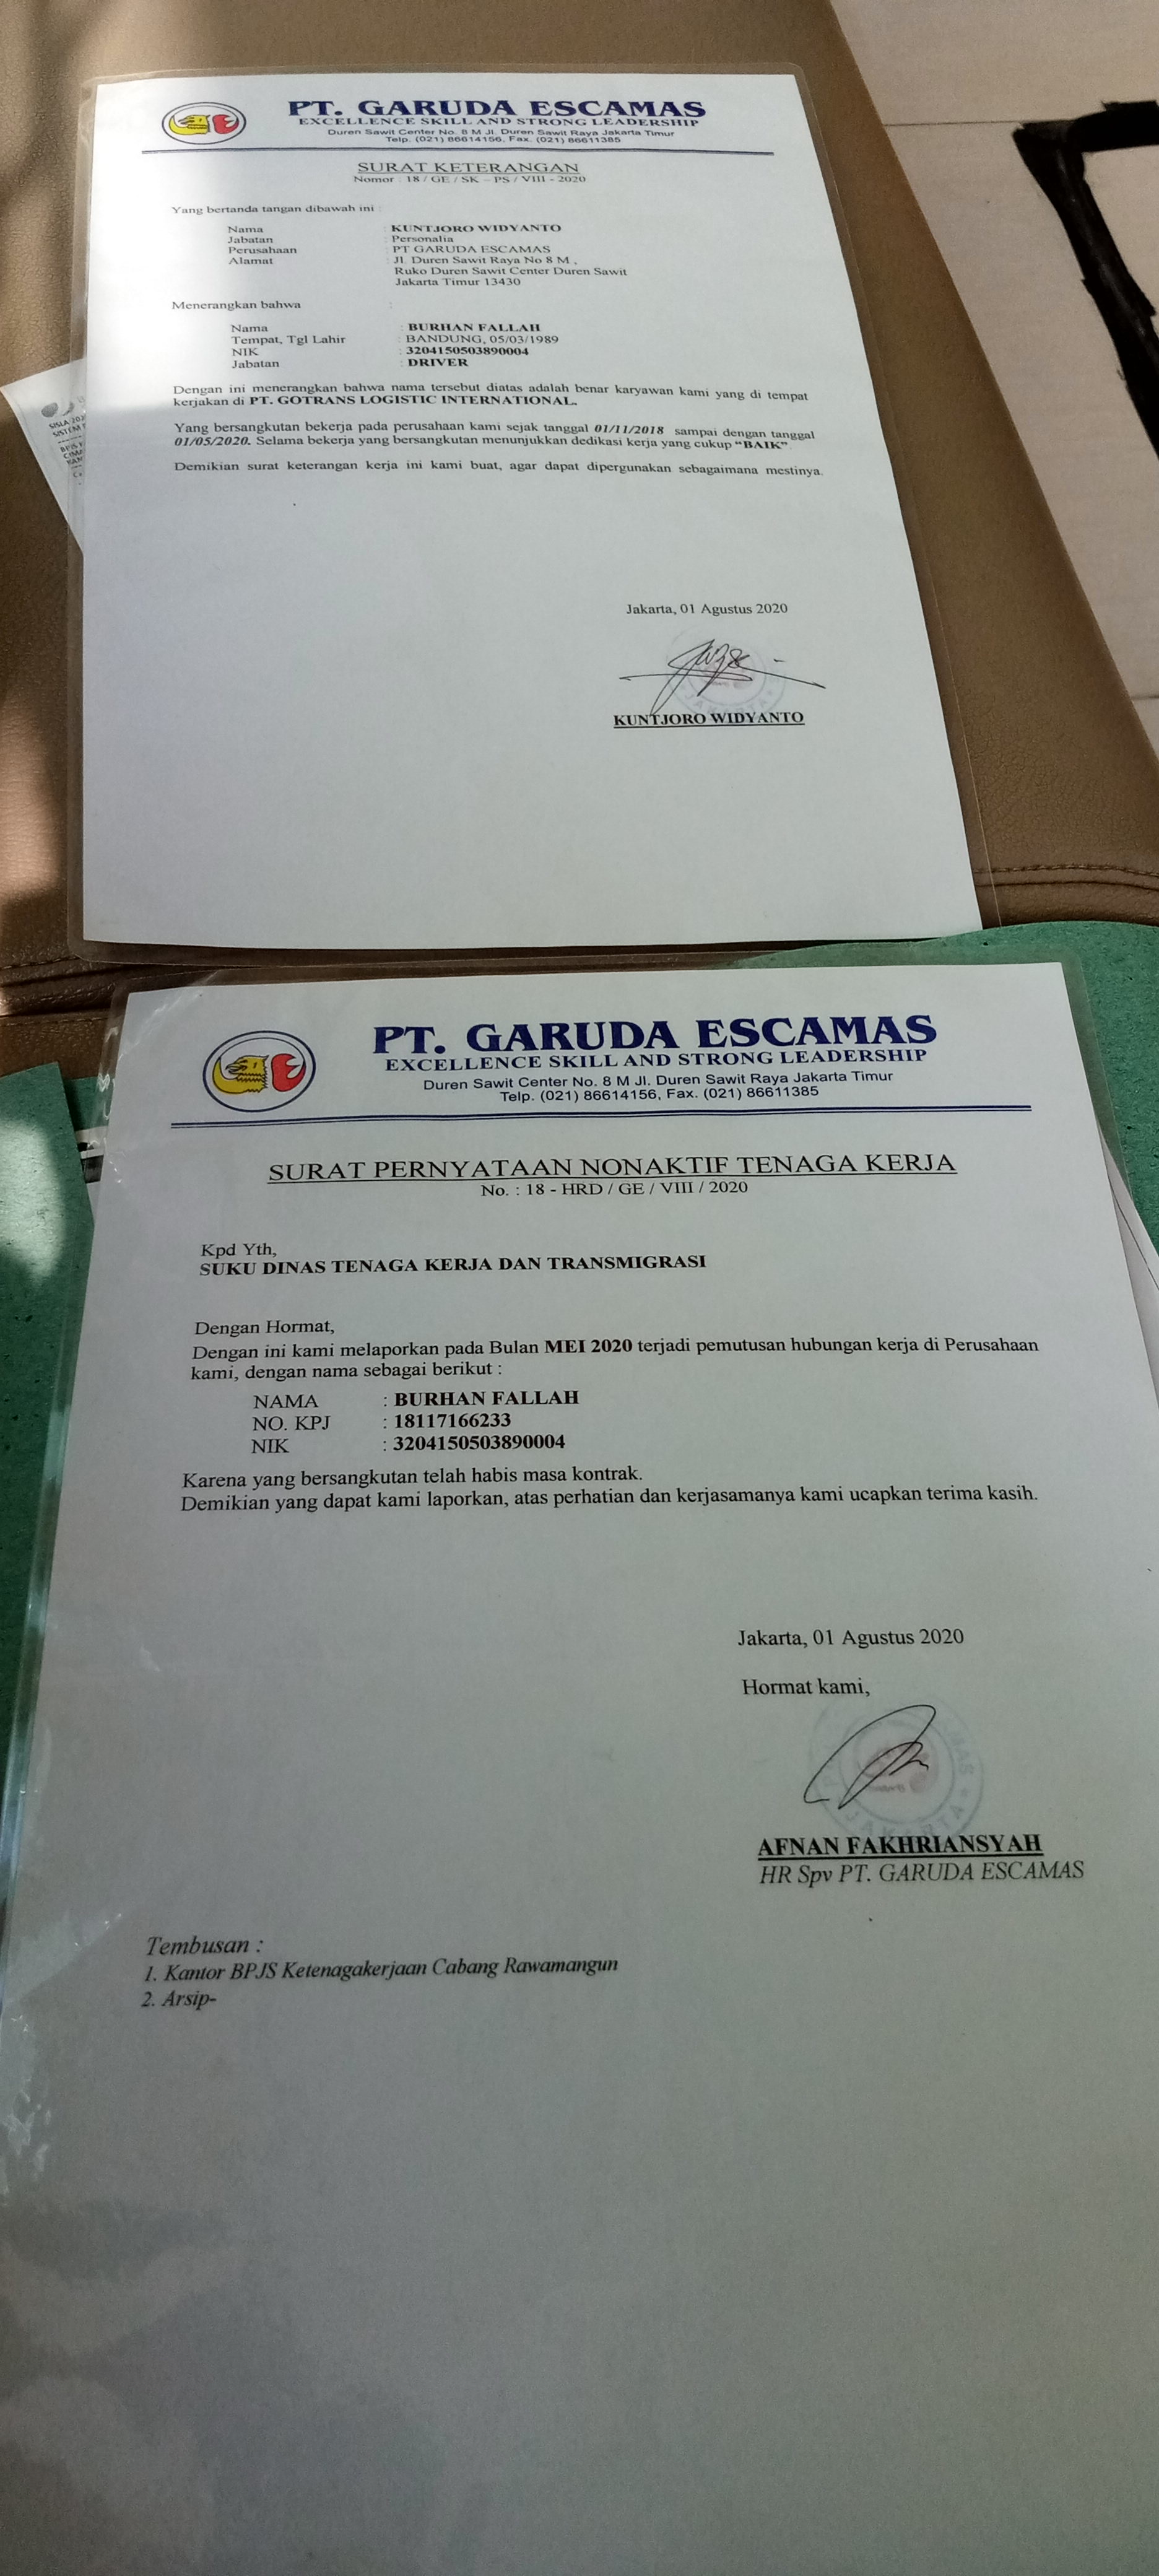 PT. GARUDA ESCAMAS
EXCELLENCE SKILL AND STRONG LEADERSHIP
Duren Sawit Center No. 8 M Jl. Duren Sawit Raya Jakarta Timur
Telp. (021) 86614156, Fax. (021) 86611385
SURAT KETERANGAN
Nomor : 18 / GE / SK - PS / VIII - 2020
Yang bertanda tangan dibawah ini :
Nama : KUNTJORO WIDYANTO
Jabatan : Personalia
Perusahaan : PT GARUDA ESCAMAS
Alamat : Jl. Duren Sawit Raya No 8 M ,
Ruko Duren Sawit Center Duren Sawit
Jakarta Timur 13430
Menerangkan bahwa :
Nama : BURHAN FALLAH
Tempat, Tgl Lahir : BANDUNG, 05/03/1989
NIK : 3204150503890004
Jabatan : DRIVER
Dengan ini menerangkan bahwa nama tersebut diatas adalah benar karyawan kami yang di tempat
kerjakan di PT. GOTRANS LOGISTIC INTERNATIONAL.
Yang bersangkutan bekerja pada perusahaan kami sejak tanggal 01/11/2018 sampai dengan tanggal
01/05/2020. Selama bekerja yang bersangkutan menunjukkan dedikasi kerja yang cukup “BAIK”.
Demikian surat keterangan kerja ini kami buat, agar dapat dipergunakan sebagaimana mestinya.
Jakarta, 01 Agustus 2020
JAKARTA
KUNTJORO WIDYANTO
PT. GARUDA ESCAMAS
EXCELLENCE SKILL AND STRONG LEADERSHIP
Duren Sawit Center No. 8 M Jl. Duren Sawit Raya Jakarta Timur
Telp. (021) 86614156, Fax. (021) 86611385
SURAT PERNYATAAN NONAKTIF TENAGA KERJA
No. : 18 - HRD / GE / VIII / 2020
Kpd Yth,
SUKU DINAS TENAGA KERJA DAN TRANSMIGRASI
Dengan Hormat,
Dengan ini kami melaporkan pada Bulan MEI 2020 terjadi pemutusan hubungan kerja di Perusahaan
kami, dengan nama sebagai berikut :
NAMA : BURHAN FALLAH
NO. KPJ : 18117166233
NIK : 3204150503890004
Karena yang bersangkutan telah habis masa kontrak.
Demikian yang dapat kami laporkan, atas perhatian dan kerjasamanya kami ucapkan terima kasih.
Jakarta, 01 Agustus 2020
Hormat kami,
JAKARTA
AFNAN FAKHRIANSYAH
HR Spv PT. GARUDA ESCAMAS
Tembusan :
1. Kantor BPJS Ketenagakerjaan Cabang Rawamangun
2. Arsip-